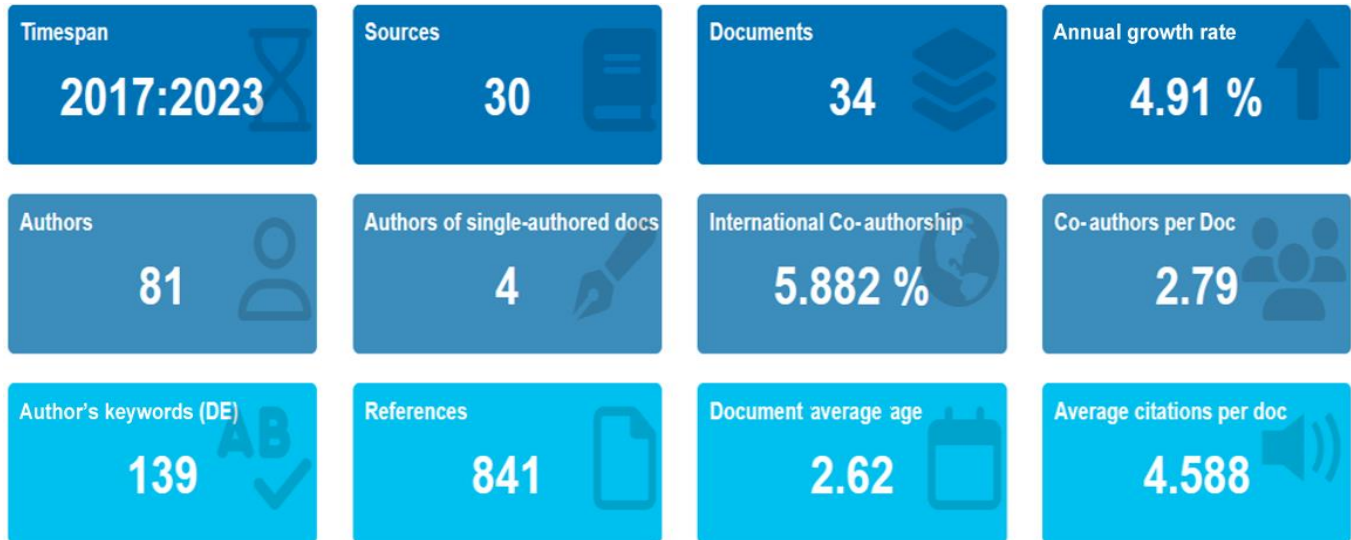 Timespan
2017:2023
Sources
30
Documents
34
Annual growth rate
4.91 %
Authors
81
Authors of single-authored docs
4
International Co-authorship
5.882 %
Co-authors per Doc
2.79
Author's keywords (DE)
AB
139
References
841
Document average age
2.62
Average citations per doc
4.588